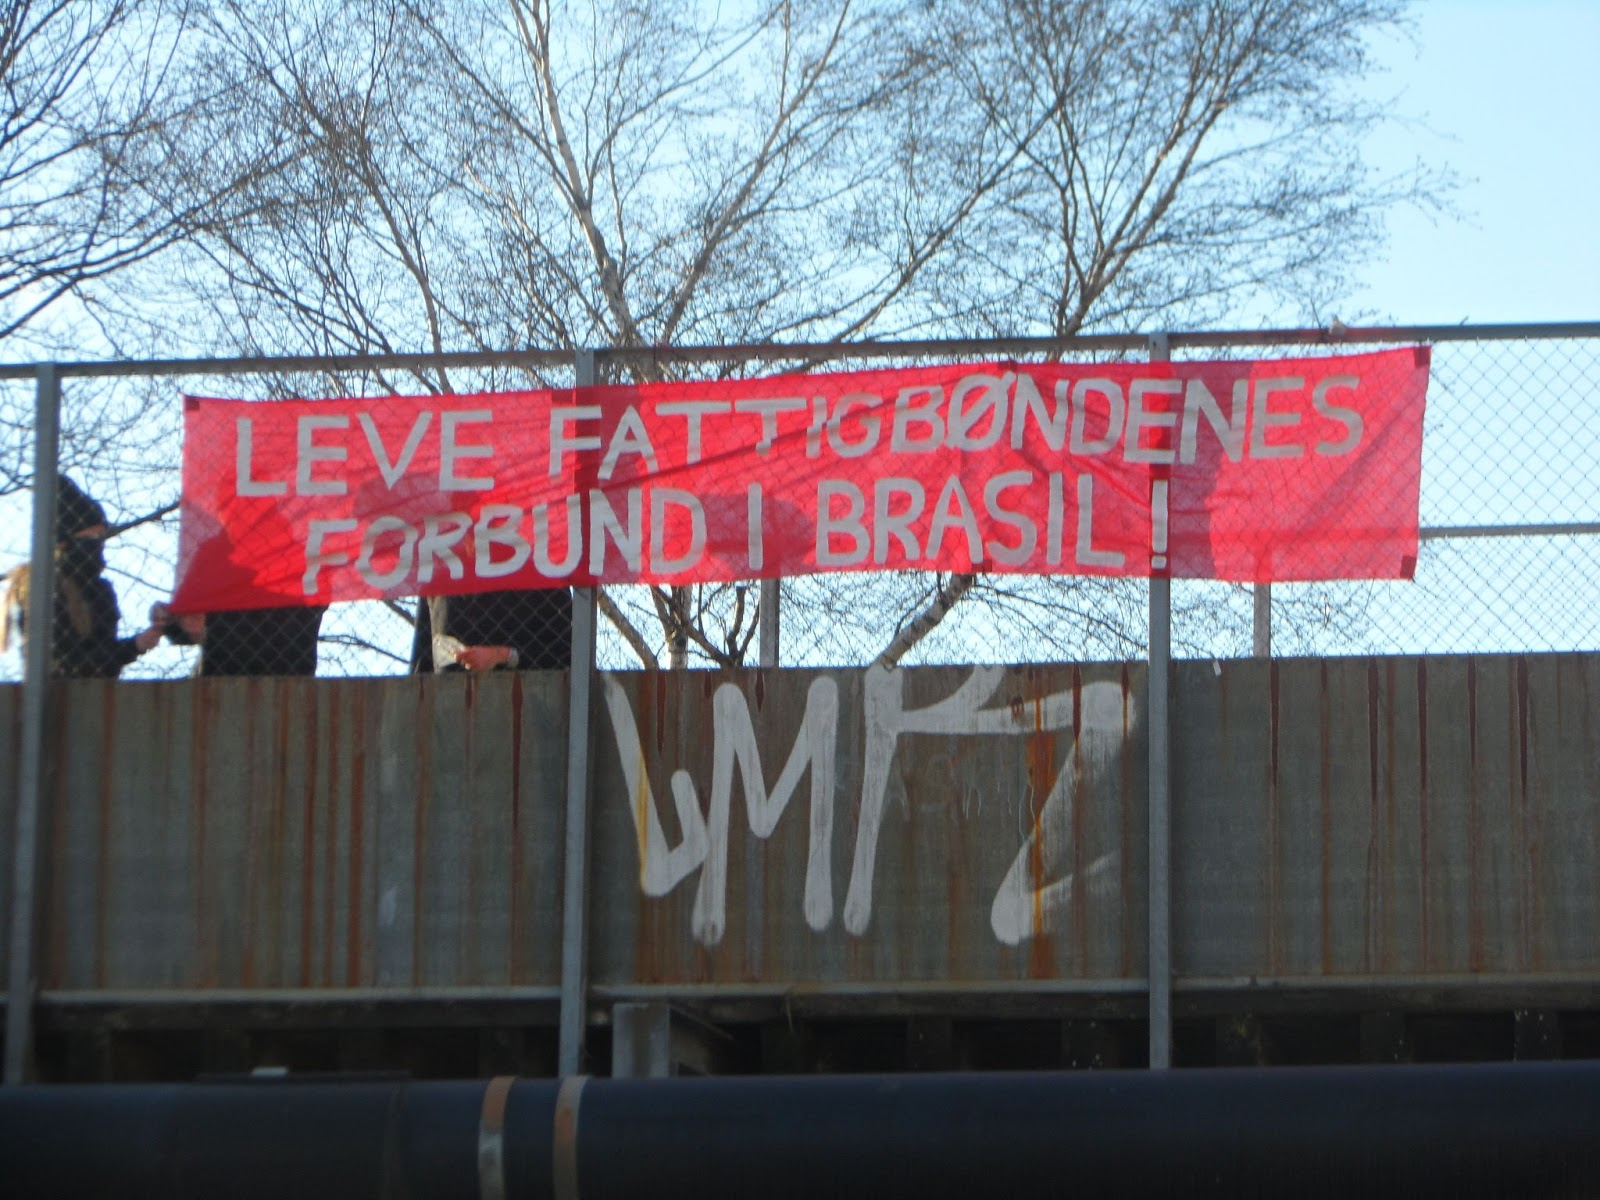 LEVE FATTIGBØNDENES
FORBUND I BRASIL!